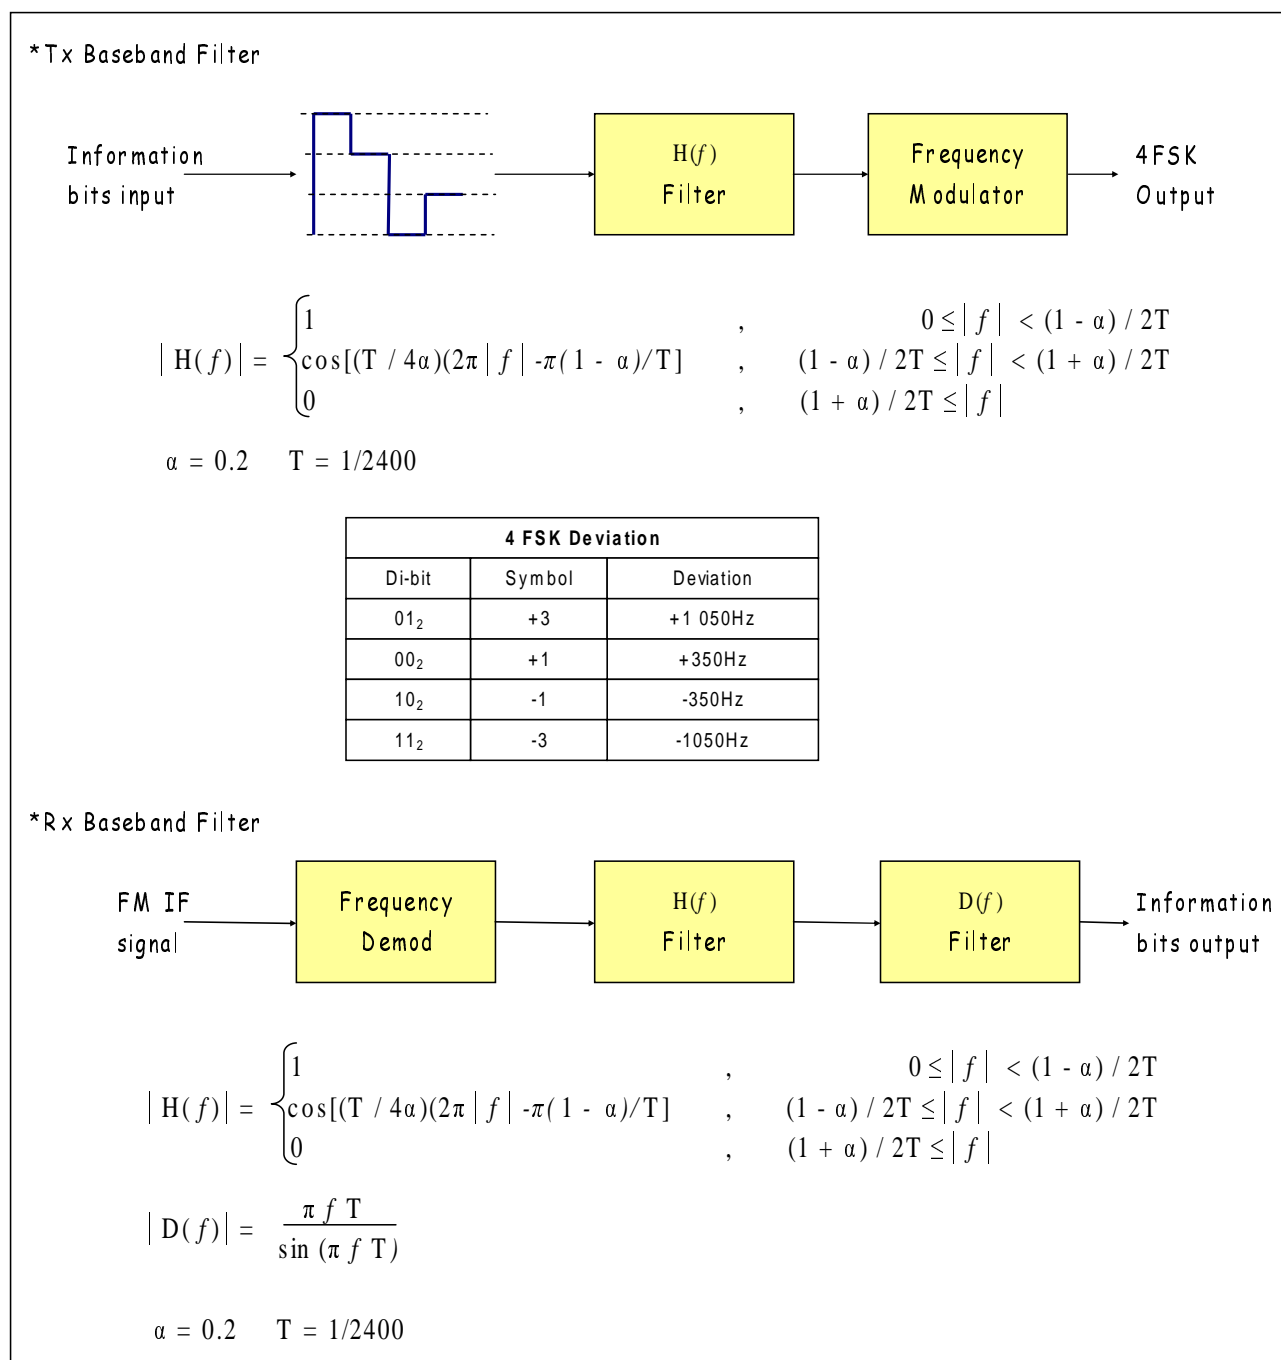 *Tx Baseband Filter
Information
bits input
H(f)
Filter
Frequency
Modulator
4FSK
Output
| H(f) | = { 1 , 0 ≤ | f | < (1 - α) / 2T
cos[(T / 4α)(2π | f | -π(1 - α)/T] , (1 - α) / 2T ≤ | f | < (1 + α) / 2T
0 , (1 + α) / 2T ≤ | f |
α = 0.2 T = 1/2400
4 FSK Deviation
Di-bit Symbol Deviation
01₂ +3 +1 050Hz
00₂ +1 +350Hz
10₂ -1 -350Hz
11₂ -3 -1050Hz
*Rx Baseband Filter
FM IF
signal
Frequency
Demod
H(f)
Filter
D(f)
Filter
Information
bits output
| H(f) | = { 1 , 0 ≤ | f | < (1 - α) / 2T
cos[(T / 4α)(2π | f | -π(1 - α)/T] , (1 - α) / 2T ≤ | f | < (1 + α) / 2T
0 , (1 + α) / 2T ≤ | f |
| D(f) | = π f T / sin (π f T)
α = 0.2 T = 1/2400